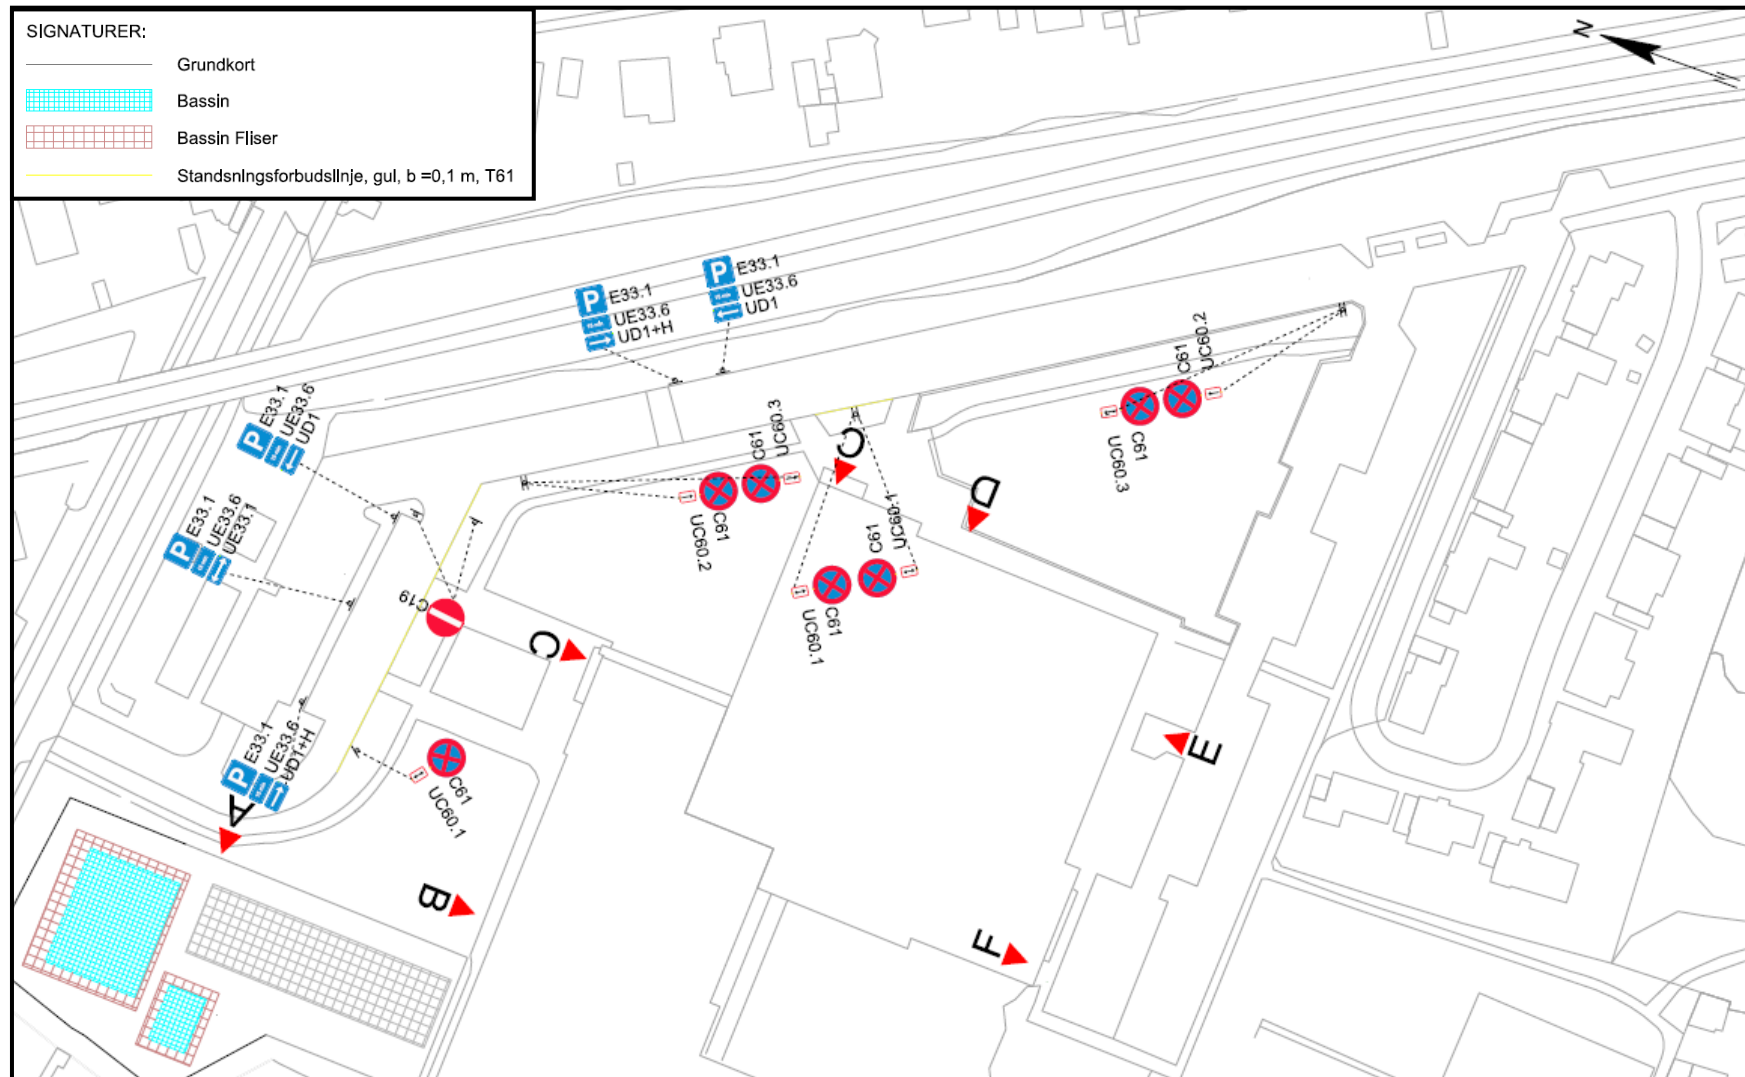 SIGNATURER:
Grundkort
Bassin
Bassin Fliser
Standsningsforbudslinje, gul, b =0,1 m, T61
N
P E33.1
UE33.6
UD1
P E33.1
UE33.6
UD1+H
C61
UC60.2
C61
UC60.3
P E33.1
UE33.6
UD1
C61
UC60.3
C61
UC60.2
C
D
P E33.1
UE33.6
UE33.1
C61
UC60.1
C61
UC60.1
C19
C
P E33.1
UE33.6
UD1+H
C61
UC60.1
E
A
B
F